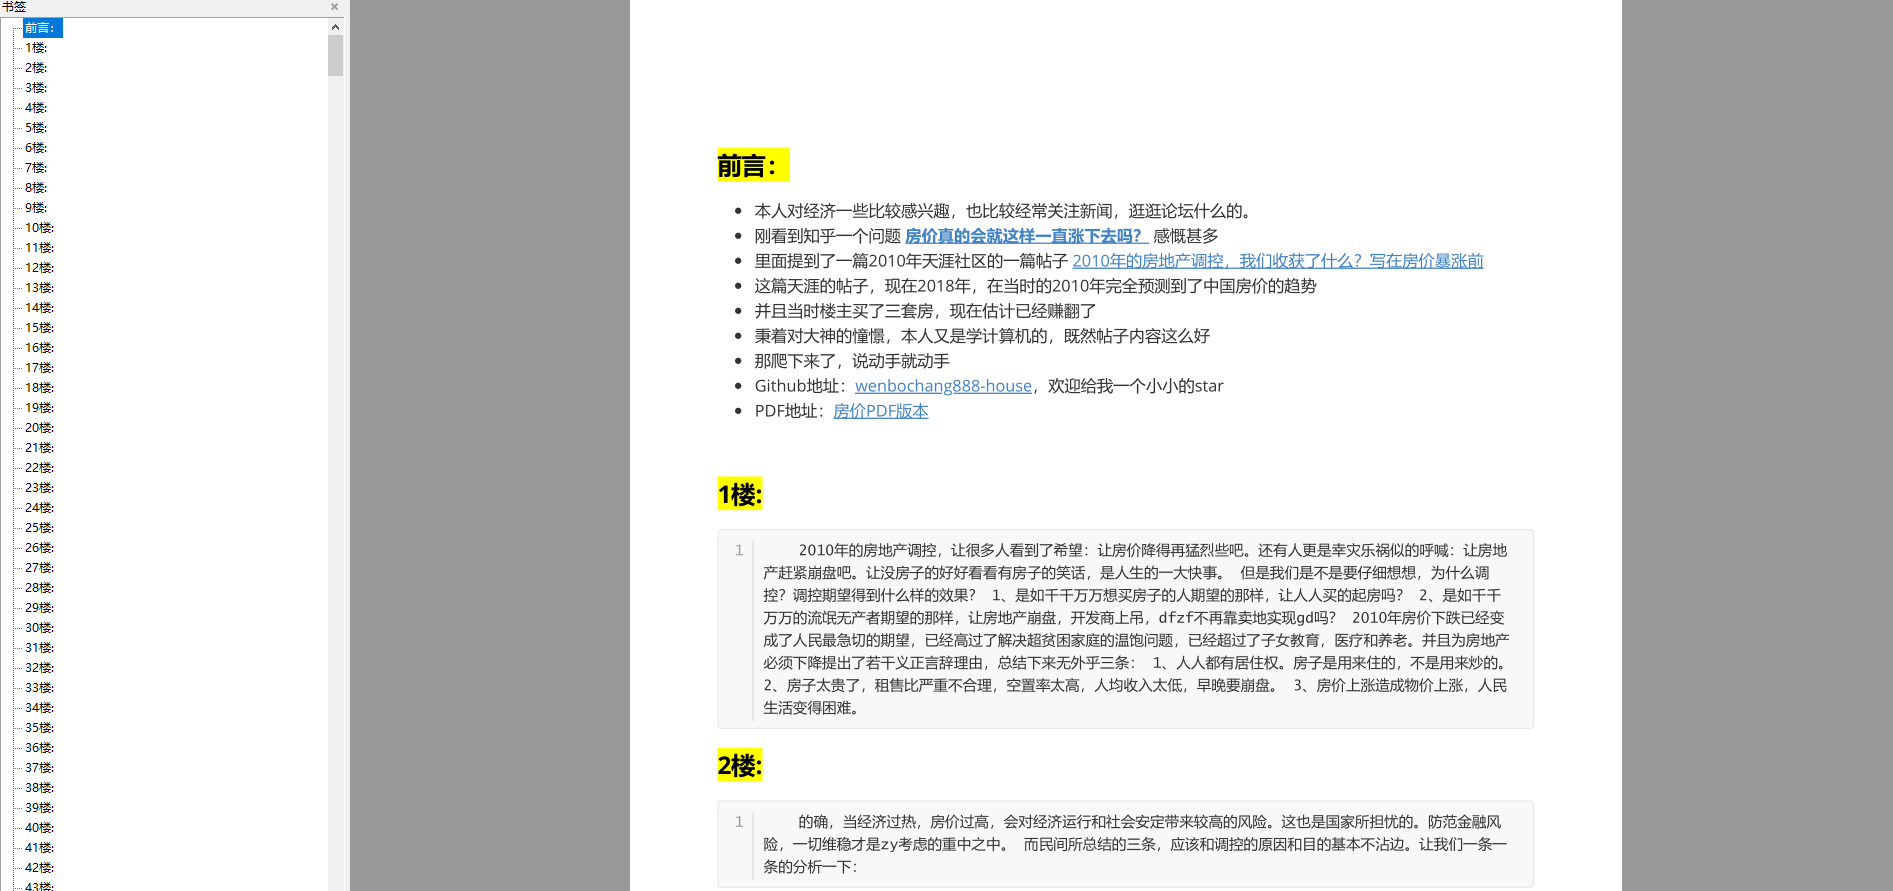 书签
前言：
1楼:
2楼:
3楼:
4楼:
5楼:
6楼:
7楼:
8楼:
9楼:
10楼:
11楼:
12楼:
13楼:
14楼:
15楼:
16楼:
17楼:
18楼:
19楼:
20楼:
21楼:
22楼:
23楼:
24楼:
25楼:
26楼:
27楼:
28楼:
29楼:
30楼:
31楼:
32楼:
33楼:
34楼:
35楼:
36楼:
37楼:
38楼:
39楼:
40楼:
41楼:
42楼:
43楼:
前言：
本人对经济一些比较感兴趣，也比较经常关注新闻，逛逛论坛什么的。
刚看到知乎一个问题 房价真的会就这样一直涨下去吗？ 感慨甚多
里面提到了一篇2010年天涯社区的一篇帖子 2010年的房地产调控，我们收获了什么？写在房价暴涨前
这篇天涯的帖子，现在2018年，在当时的2010年完全预测到了中国房价的趋势
并且当时楼主买了三套房，现在估计已经赚翻了
秉着对大神的憧憬，本人又是学计算机的，既然帖子内容这么好
那爬下来了，说动手就动手
Github地址：wenbochang888-house，欢迎给我一个小小的star
PDF地址：房价PDF版本
1楼:
1 2010年的房地产调控，让很多人看到了希望：让房价降得再猛烈些吧。还有人更是幸灾乐祸似的呼喊：让房地
产赶紧崩盘吧。让没房子的好好看看有房子的笑话，是人生的一大快事。 但是我们是不是要仔细想想，为什么调
控？调控期望得到什么样的效果？ 1、是如千千万万想买房子的人期望的那样，让人人买的起房吗？ 2、是如千千
万万的流氓无产者期望的那样，让房地产崩盘，开发商上吊，dfzf不再靠卖地实现gd吗？ 2010年房价下跌已经变
成了人民最急切的期望，已经高过了解决超贫困家庭的温饱问题，已经超过了子女教育，医疗和养老。并且为房地产
必须下降提出了若干义正言辞理由，总结下来无外乎三条： 1、人人都有居住权。房子是用来住的，不是用来炒的。
2、房子太贵了，租售比严重不合理，空置率太高，人均收入太低，早晚要崩盘。 3、房价上涨造成物价上涨，人民
生活变得困难。
2楼:
1 的确，当经济过热，房价过高，会对经济运行和社会安定带来较高的风险。这也是国家所担忧的。防范金融风
险，一切维稳才是zy考虑的重中之中。 而民间所总结的三条，应该和调控的原因和目的基本不沾边。让我们一条一
条的分析一下：